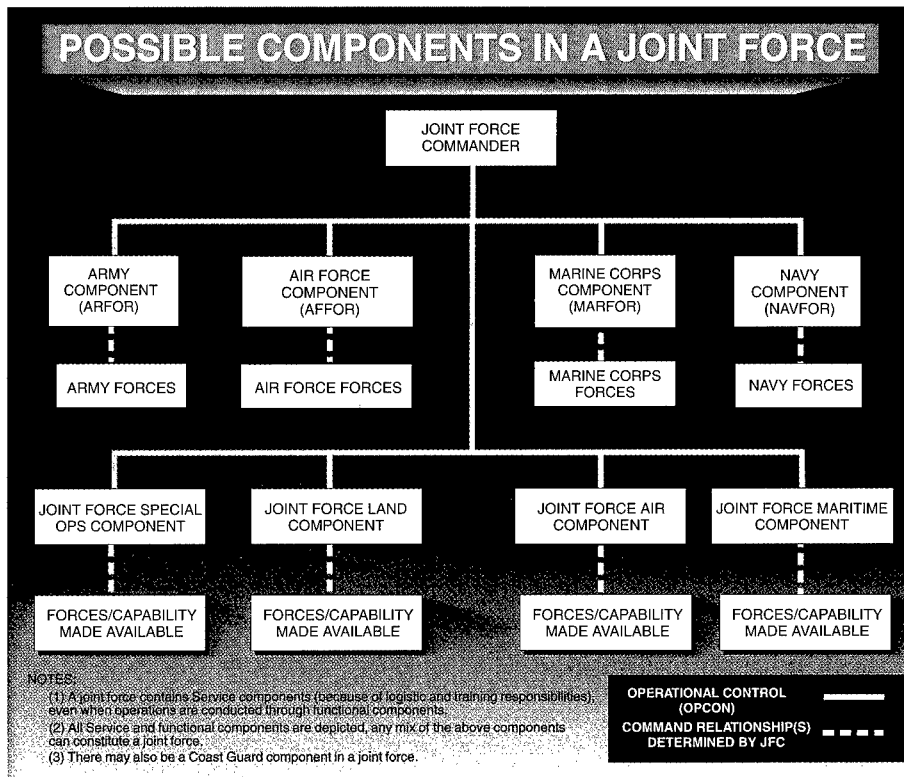 POSSIBLE COMPONENTS IN A JOINT FORCE
JOINT FORCE
COMMANDER
ARMY
COMPONENT
(ARFOR)
AIR FORCE
COMPONENT
(AFFOR)
MARINE CORPS
COMPONENT
(MARFOR)
NAVY
COMPONENT
(NAVFOR)
ARMY FORCES
AIR FORCE FORCES
MARINE CORPS
FORCES
NAVY FORCES
JOINT FORCE SPECIAL
OPS COMPONENT
JOINT FORCE LAND
COMPONENT
JOINT FORCE AIR
COMPONENT
JOINT FORCE MARITIME
COMPONENT
FORCES/CAPABILITY
MADE AVAILABLE
FORCES/CAPABILITY
MADE AVAILABLE
FORCES/CAPABILITY
MADE AVAILABLE
FORCES/CAPABILITY
MADE AVAILABLE
NOTES:
(1) A joint force contains Service components (because of logistic and training responsibilities),
even when operations are conducted through functional components.
(2) All Service and functional components are depicted, any mix of the above components
can constitute a joint force.
(3) There may also be a Coast Guard component in a joint force.
OPERATIONAL CONTROL
(OPCON)
COMMAND RELATIONSHIP(S)
DETERMINED BY JFC